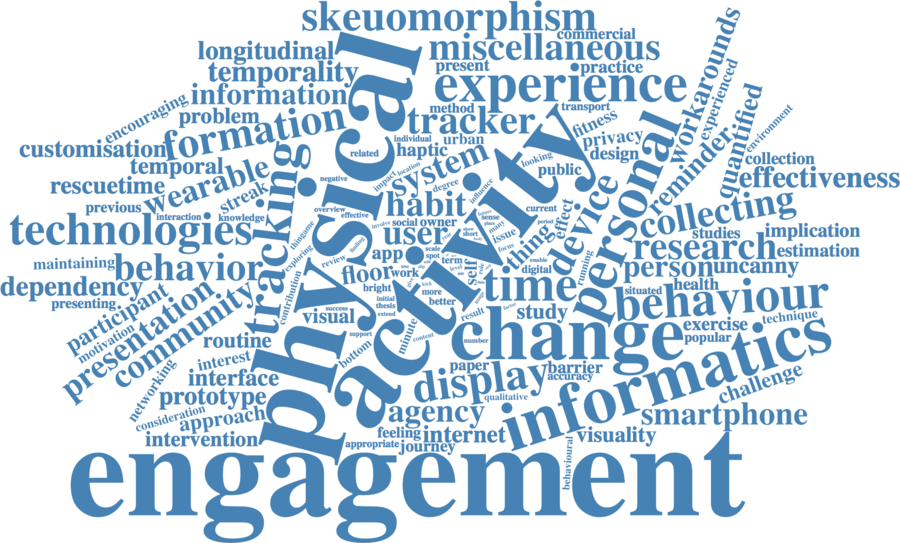 skeuomorphism
commercial
longitudinal
miscellaneous
workarounds
temporality
present
practice
experienced
information
experience
encouraging
problem
method
transport
quantified
environment
formation
tracker
fitness
customisation
individual
urban
privacy
reminder
temporal
related
haptic
looking
design
collection
rescuetime
wearable
system
public
effectiveness
negative
impact
location
degree
influence
streak
previous
interaction
knowledge
habit
current
collecting
overview
effective
social
owner
sense
many
period
effect
studies
implication
technologies
thingame
involve
user
issue
thing
device
research
estimation
finding
focus
maintaining
behavior
exploring
review
app
scale
spot
term
level
enable
digital
running
person
uncanny
tracking
physical
activity
personal
dependency
floor
work
self
role
time
situated
health
presenting
participant
contribution
bright
initial
thesis
extend
kick
more
better
behaviour
motivation
presentation
community
success
visual
result
factor
study
exercise
technique
routine
support
minute
content
number
change
popular
interest
bottom
paper
barrier
accuracy
informatics
networking
interface
display
challenge
prototype
qualitative
consideration
approach
agency
smartphone
intervention
feeling
internet
visuality
appropriate
journey
behavioural
engagement